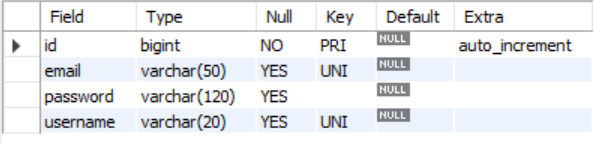 Field Type Null Key Default Extra
id bigint NO PRI NULL auto_increment
email varchar(50) YES UNI NULL
password varchar(120) YES NULL
username varchar(20) YES UNI NULL